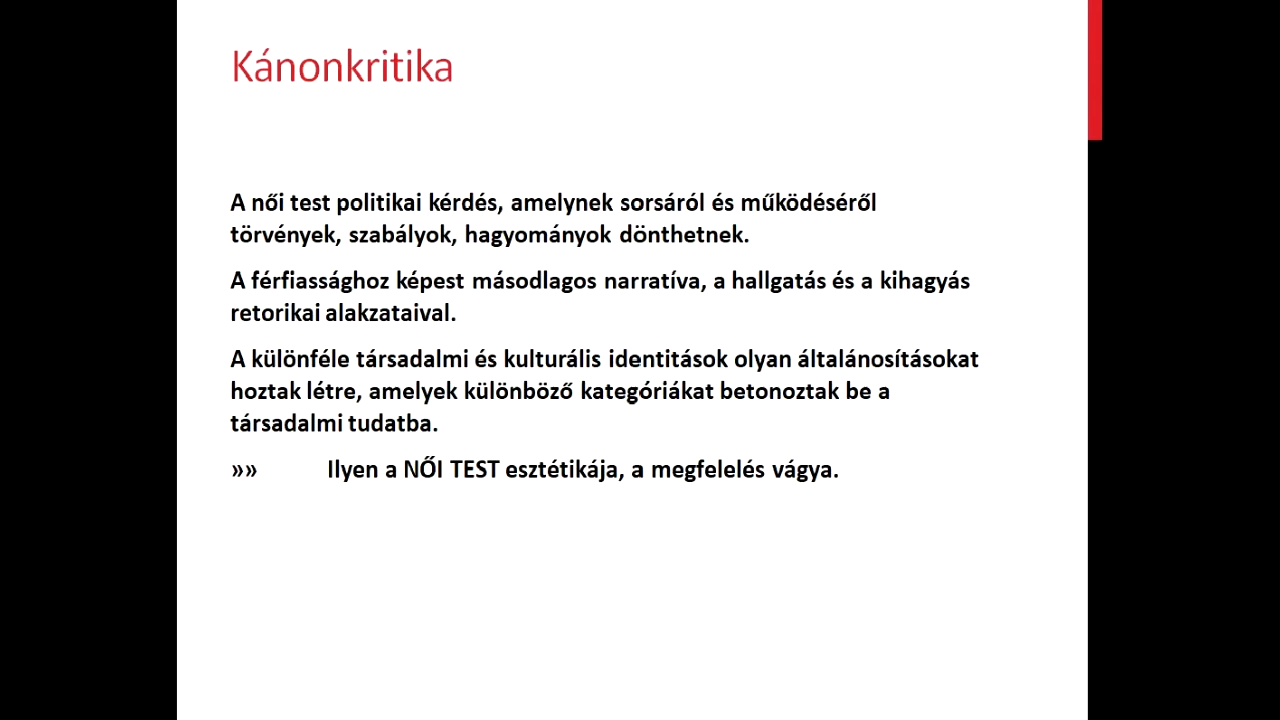 Kánonkritika
A női test politikai kérdés, amelynek sorsáról és működéséről
törvények, szabályok, hagyományok dönthetnek.
A férfiassághoz képest másodlagos narratíva, a hallgatás és a kihagyás
retorikai alakzataival.
A különféle társadalmi és kulturális identitások olyan általánosításokat
hoztak létre, amelyek különböző kategóriákat betonoztak be a
társadalmi tudatba.
»» Ilyen a NŐI TEST esztétikája, a megfelelés vágya.